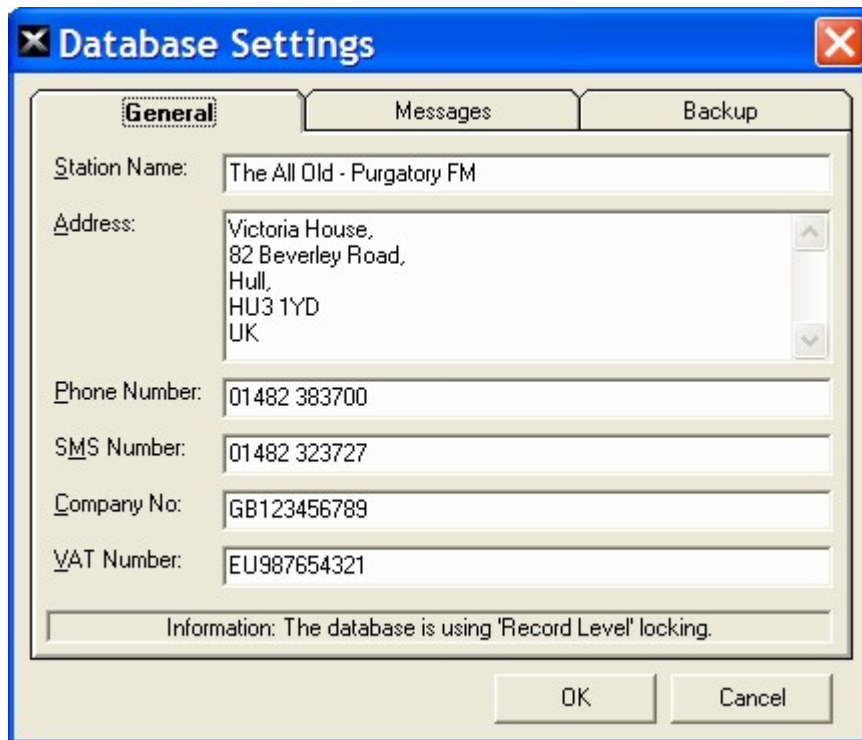 Database Settings
General Messages Backup
Station Name: The All Old - Purgatory FM
Address: Victoria House,
82 Beverley Road,
Hull,
HU3 1YD
UK
Phone Number: 01482 383700
SMS Number: 01482 323727
Company No: GB123456789
VAT Number: EU987654321
Information: The database is using 'Record Level' locking.
OK Cancel